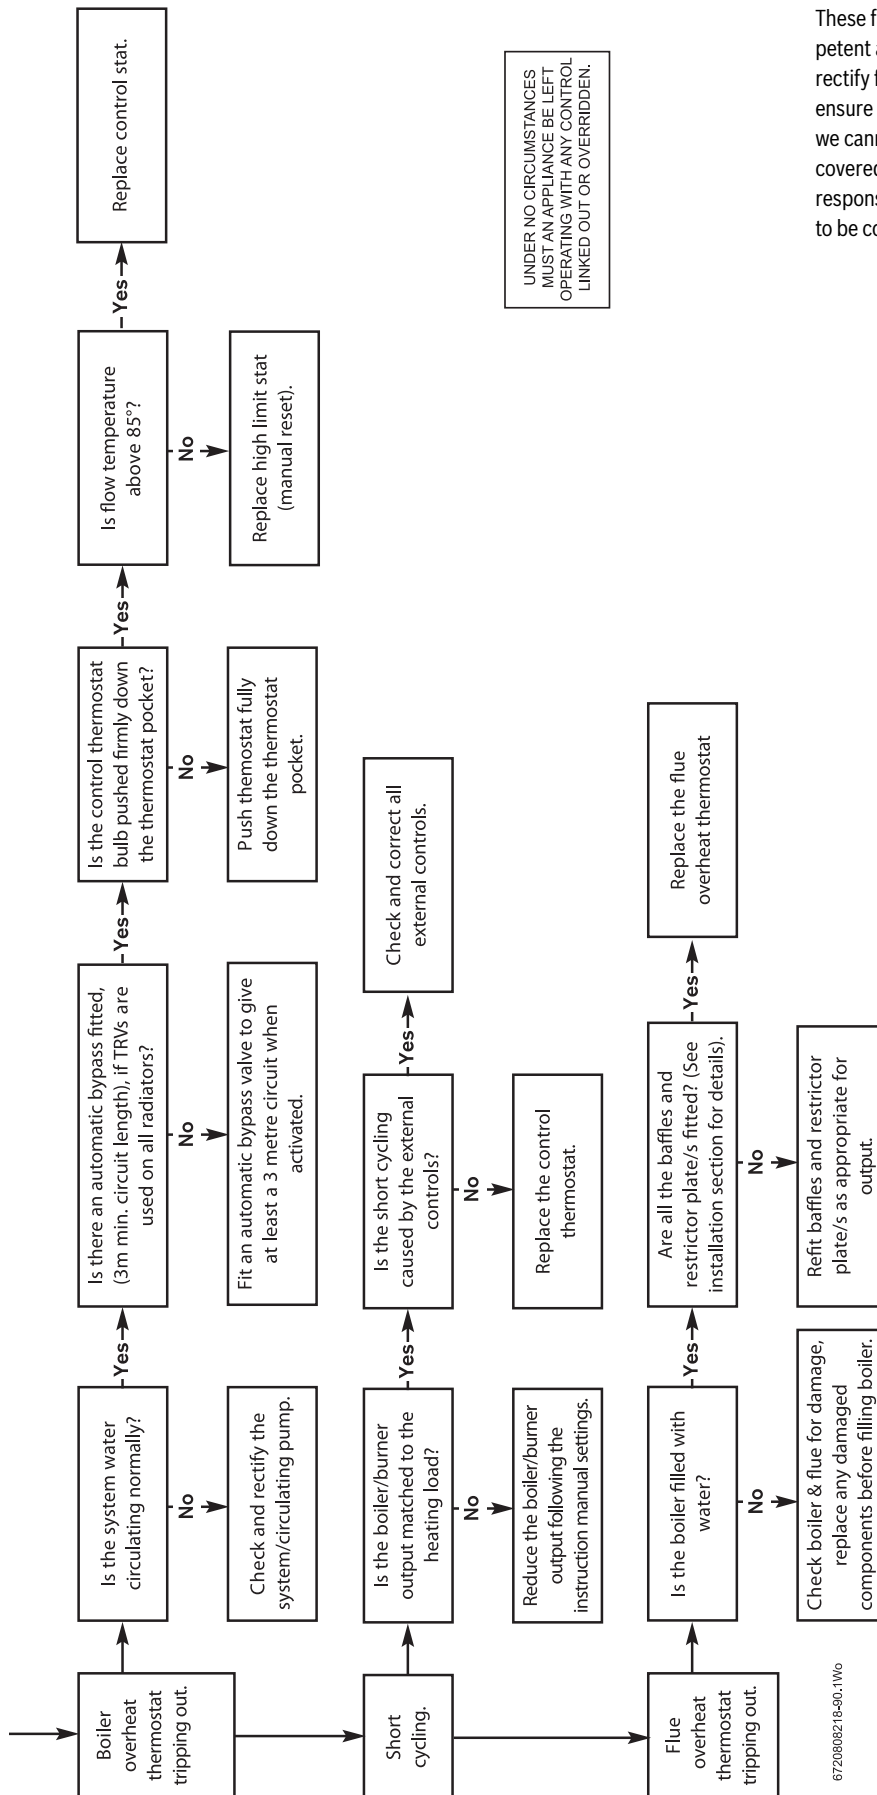 Boiler
overheat
thermostat
tripping out.
Is the system water
circulating normally?
Yes
No
Check and rectify the
system/circulating pump.
Is there an automatic bypass fitted,
(3m min. circuit length), if TRVs are
used on all radiators?
Yes
No
Fit an automatic bypass valve to give
at least a 3 metre circuit when
activated.
Is the control thermostat
bulb pushed firmly down
the thermostat pocket?
Yes
No
Push themostat fully
down the thermostat
pocket.
Is flow temperature
above 85°?
Yes
No
Replace high limit stat
(manual reset).
Replace control stat.
Short
cycling.
Is the boiler/burner
output matched to the
heating load?
Yes
No
Reduce the boiler/burner
output following the
instruction manual settings.
Is the short cycling
caused by the external
controls?
Yes
No
Replace the control
thermostat.
Check and correct all
external controls.
Flue
overheat
thermostat
tripping out.
Is the boiler filled with
water?
Yes
No
Check boiler & flue for damage,
replace any damaged
components before filling boiler.
Are all the baffles and
restrictor plate/s fitted? (See
installation section for details).
Yes
No
Refit baffles and restrictor
plate/s as appropriate for
output.
Replace the flue
overheat thermostat
UNDER NO CIRCUMSTANCES
MUST AN APPLIANCE BE LEFT
OPERATING WITH ANY CONTROL
LINKED OUT OR OVERRIDDEN.
6720808218-90.1Wo
These f
petent a
rectify f
ensure
we cann
covered
respons
to be co